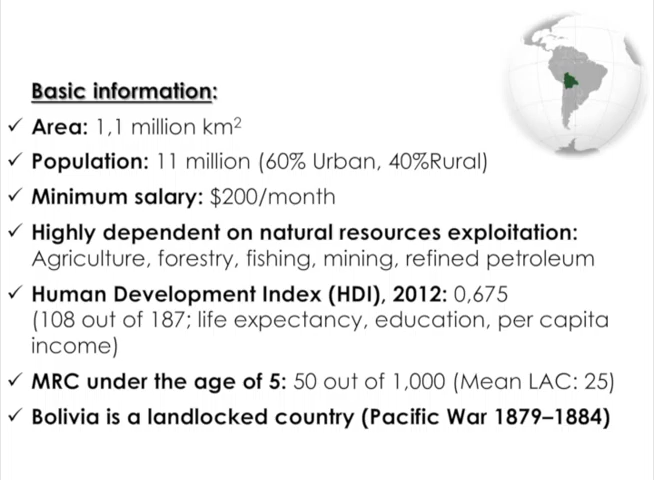 Basic information:
✓ Area: 1,1 million km²
✓ Population: 11 million (60% Urban, 40%Rural)
✓ Minimum salary: $200/month
✓ Highly dependent on natural resources exploitation:
Agriculture, forestry, fishing, mining, refined petroleum
✓ Human Development Index (HDI), 2012: 0,675
(108 out of 187; life expectancy, education, per capita
income)
✓ MRC under the age of 5: 50 out of 1,000 (Mean LAC: 25)
✓ Bolivia is a landlocked country (Pacific War 1879–1884)